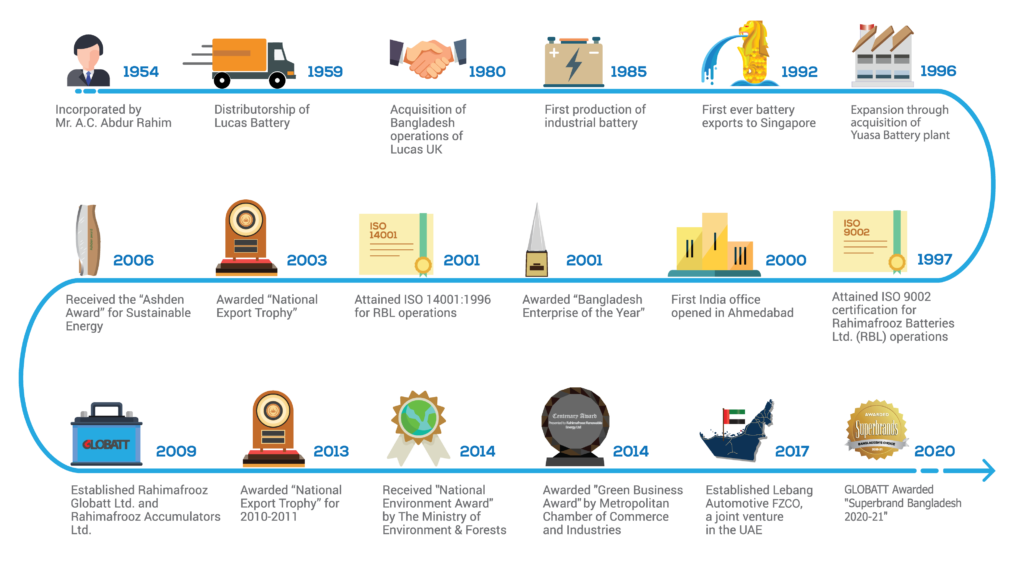 1954
Incorporated by
Mr. A.C. Abdur Rahim
1959
Distributorship of
Lucas Battery
1980
Acquisition of
Bangladesh
operations of
Lucas UK
1985
First production of
industrial battery
1992
First ever battery
exports to Singapore
1996
Expansion through
acquisition of
Yuasa Battery plant
ISO
9002
1997
Attained ISO 9002
certification for
Rahimafrooz Batteries
Ltd. (RBL) operations
2000
First India office
opened in Ahmedabad
2001
Awarded “Bangladesh
Enterprise of the Year”
ISO
14001
2001
Attained ISO 14001:1996
for RBL operations
2003
Awarded “National
Export Trophy”
2006
Received the “Ashden
Award” for Sustainable
Energy
GLOBATT
2009
Established Rahimafrooz
Globatt Ltd. and
Rahimafrooz Accumulators
Ltd.
2013
Awarded “National
Export Trophy” for
2010-2011
2014
Received "National
Environment Award”
by The Ministry of
Environment & Forests
Centenary Award
2014
Awarded “Green Business
Award” by Metropolitan
Chamber of Commerce
and Industries
2017
Established Lebang
Automotive FZCO,
a joint venture
in the UAE
AWARDED
Superbrands
2020
GLOBATT Awarded
"Superbrand Bangladesh
2020-21"